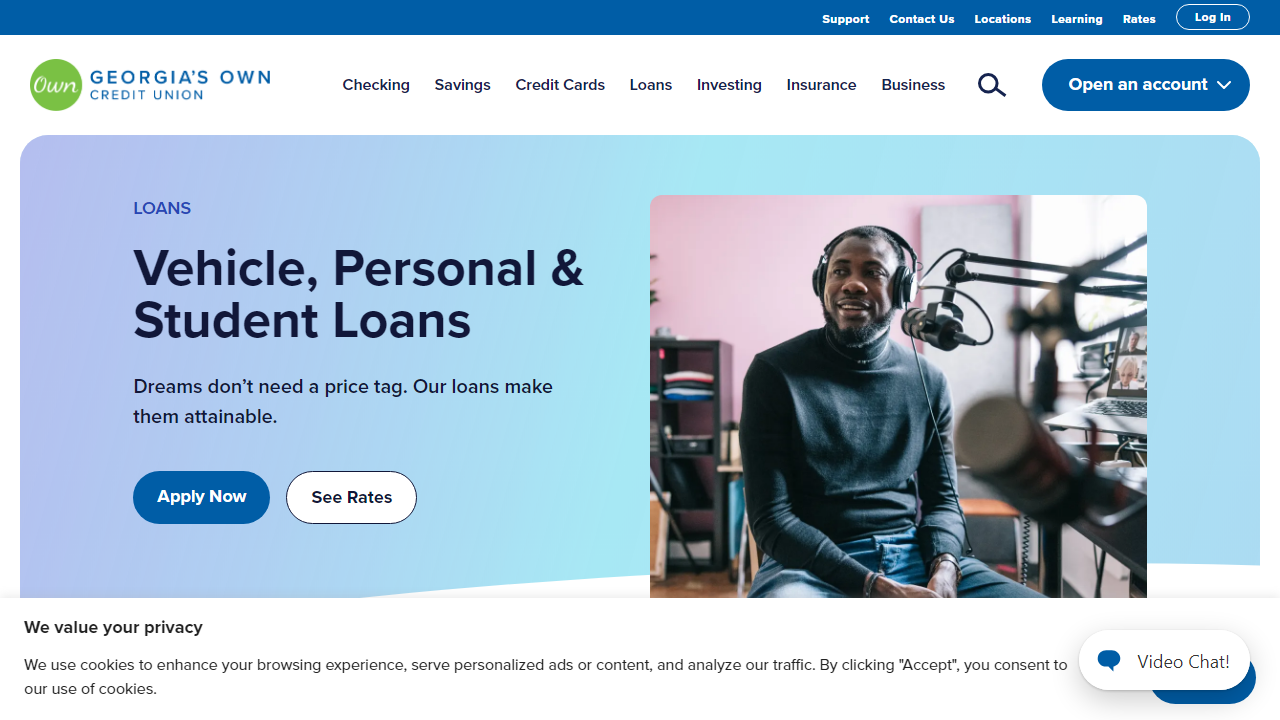 Support Contact Us Locations Learning Rates Log In
Own GEORGIA'S OWN
CREDIT UNION
Checking Savings Credit Cards Loans Investing Insurance Business Open an account
LOANS
Vehicle, Personal &
Student Loans
Dreams don’t need a price tag. Our loans make
them attainable.
Apply Now See Rates
We value your privacy
We use cookies to enhance your browsing experience, serve personalized ads or content, and analyze our traffic. By clicking "Accept", you consent to
our use of cookies.
Video Chat!